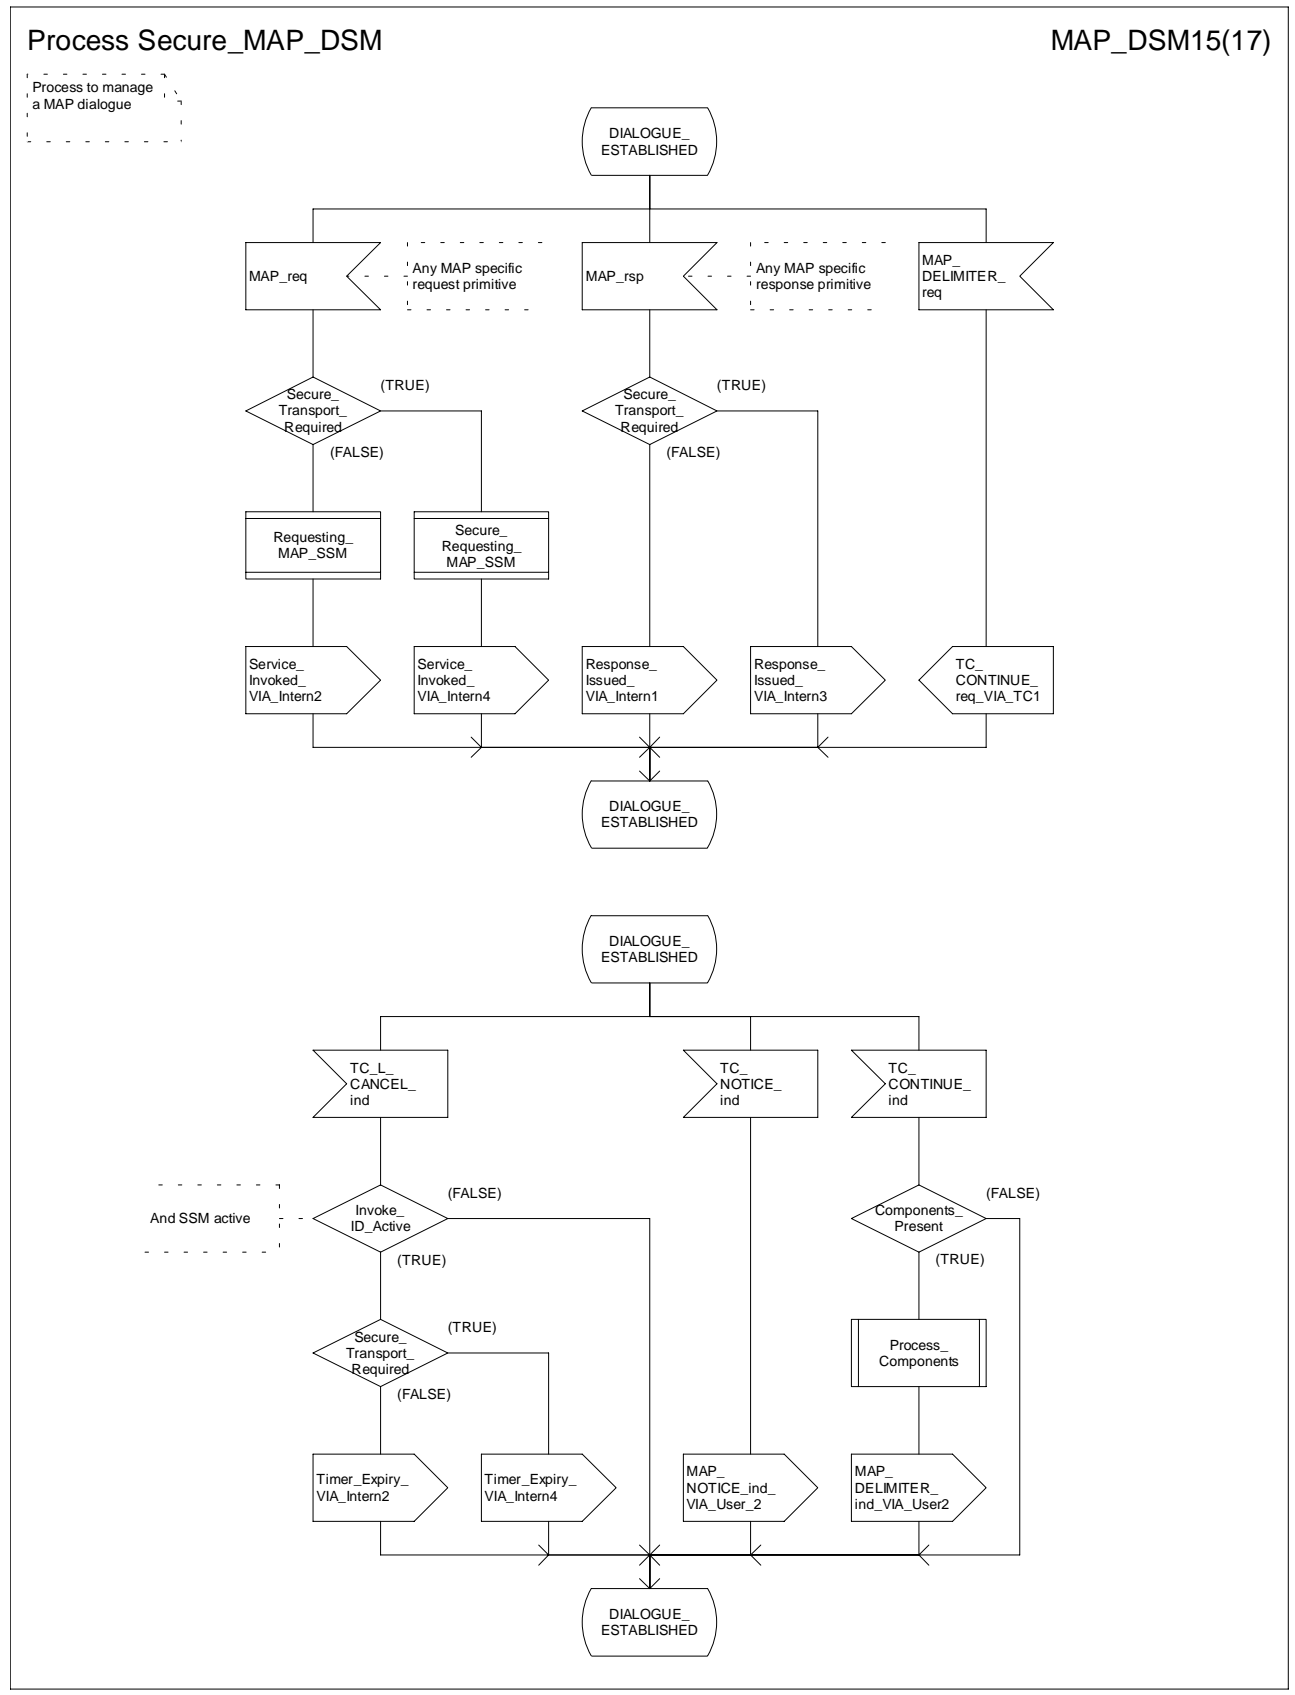 Process Secure_MAP_DSM
MAP_DSM15(17)
Process to manage
a MAP dialogue
DIALOGUE_
ESTABLISHED
MAP_req
Any MAP specific
request primitive
MAP_rsp
Any MAP specific
response primitive
MAP_
DELIMITER_
req
Secure_
Transport_
Required
(TRUE)
(FALSE)
Secure_
Transport_
Required
(TRUE)
(FALSE)
Requesting_
MAP_SSM
Secure_
Requesting_
MAP_SSM
Service_
Invoked_
VIA_Intern2
Service_
Invoked_
VIA_Intern4
Response_
Issued_
VIA_Intern1
Response_
Issued_
VIA_Intern3
TC_
CONTINUE_
req_VIA_TC1
DIALOGUE_
ESTABLISHED
DIALOGUE_
ESTABLISHED
TC_L_
CANCEL_
ind
TC_
NOTICE_
ind
TC_
CONTINUE_
ind
And SSM active
Invoke_
ID_Active
(FALSE)
(TRUE)
Components_
Present
(FALSE)
(TRUE)
Secure_
Transport_
Required
(TRUE)
(FALSE)
Process_
Components
Timer_Expiry_
VIA_Intern2
Timer_Expiry_
VIA_Intern4
MAP_
NOTICE_ind_
VIA_User_2
MAP_
DELIMITER_
ind_VIA_User2
DIALOGUE_
ESTABLISHED